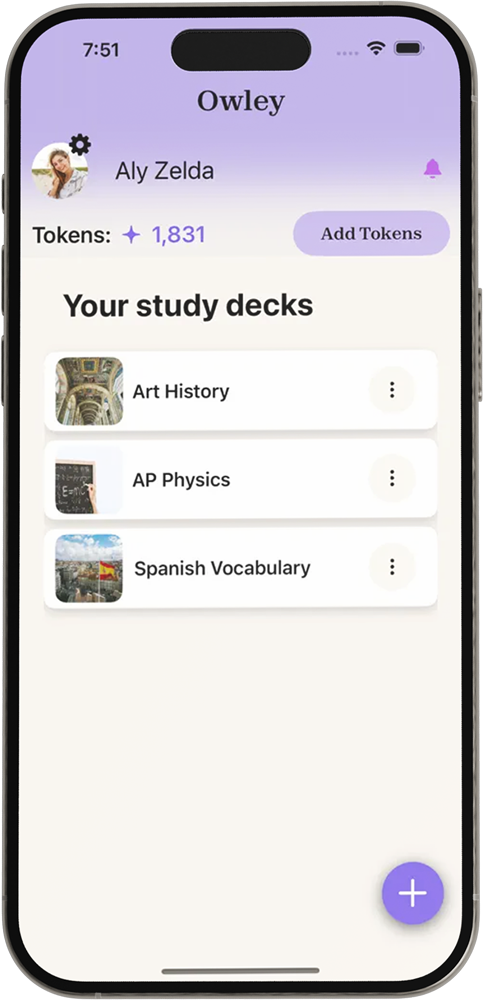 7:51
Owley
Aly Zelda
Tokens: 1,831
Add Tokens
Your study decks
Art History
AP Physics
E=mc²
Spanish Vocabulary